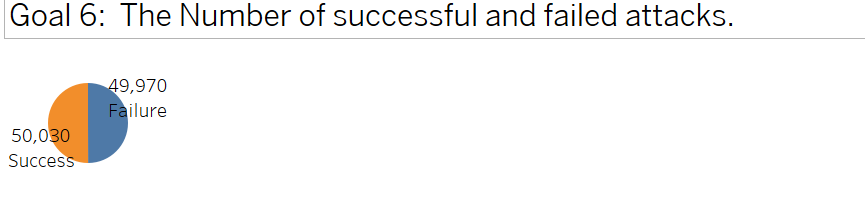 Goal 6:  The Number of successful and failed attacks.
49,970
Failure
50,030
Success